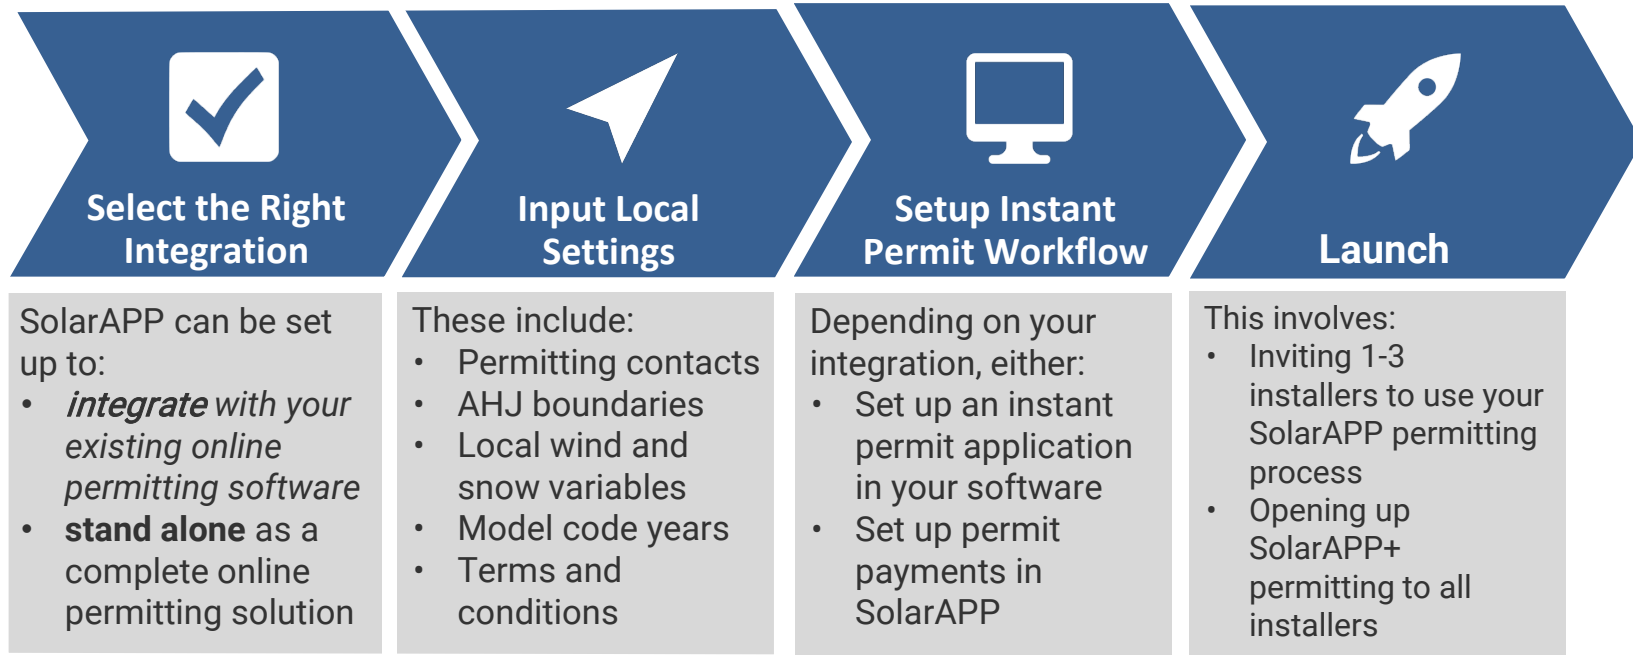 Select the Right
Integration
SolarAPP can be set
up to:
• integrate with your
existing online
permitting software
• stand alone as a
complete online
permitting solution
Input Local
Settings
These include:
• Permitting contacts
• AHJ boundaries
• Local wind and
snow variables
• Model code years
• Terms and
conditions
Setup Instant
Permit Workflow
Depending on your
integration, either:
• Set up an instant
permit application
in your software
• Set up permit
payments in
SolarAPP
Launch
This involves:
• Inviting 1-3
installers to use your
SolarAPP permitting
process
• Opening up
SolarAPP+
permitting to all
installers